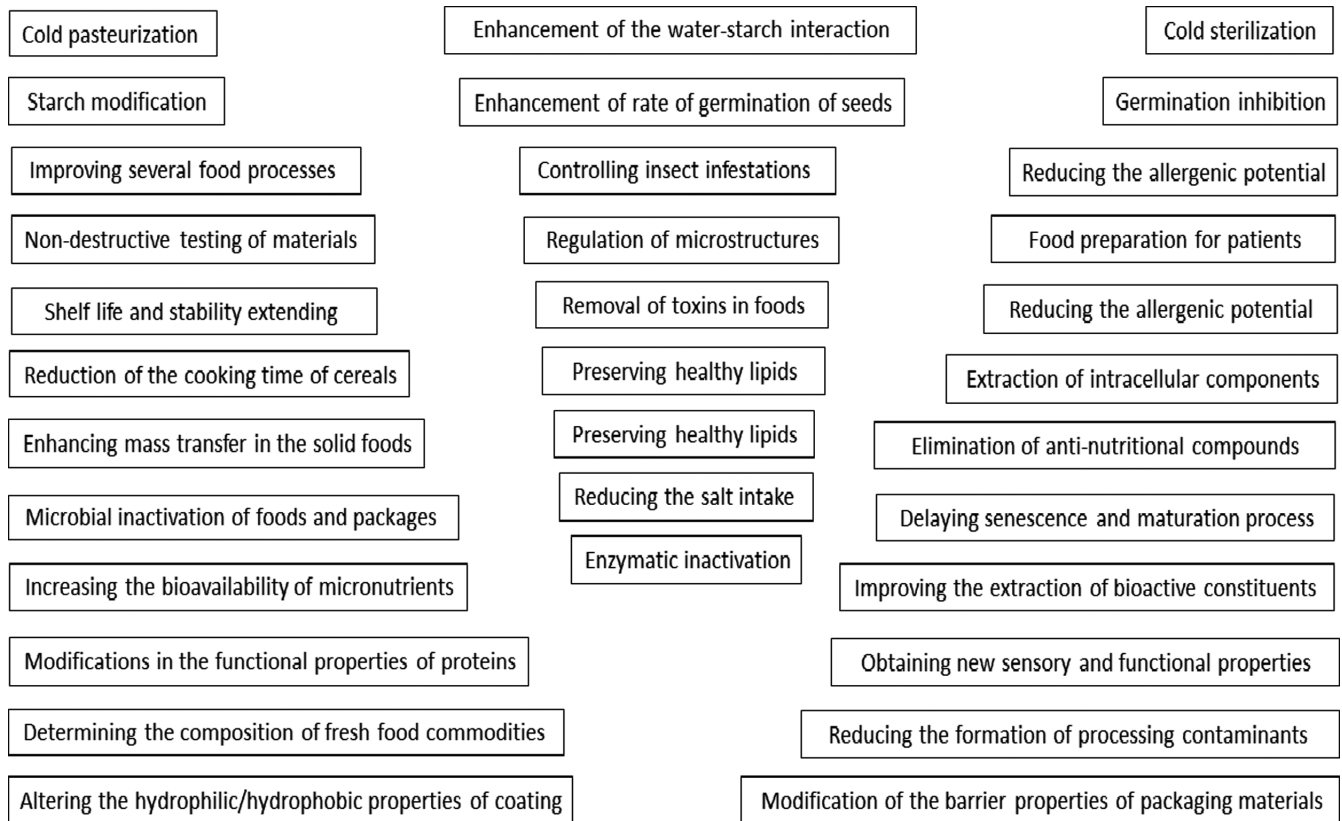 Cold pasteurization
Enhancement of the water-starch interaction
Cold sterilization
Starch modification
Enhancement of rate of germination of seeds
Germination inhibition
Improving several food processes
Controlling insect infestations
Reducing the allergenic potential
Non-destructive testing of materials
Regulation of microstructures
Food preparation for patients
Shelf life and stability extending
Removal of toxins in foods
Reducing the allergenic potential
Reduction of the cooking time of cereals
Preserving healthy lipids
Extraction of intracellular components
Enhancing mass transfer in the solid foods
Preserving healthy lipids
Elimination of anti-nutritional compounds
Microbial inactivation of foods and packages
Reducing the salt intake
Delaying senescence and maturation process
Enzymatic inactivation
Increasing the bioavailability of micronutrients
Improving the extraction of bioactive constituents
Modifications in the functional properties of proteins
Obtaining new sensory and functional properties
Determining the composition of fresh food commodities
Reducing the formation of processing contaminants
Altering the hydrophilic/hydrophobic properties of coating
Modification of the barrier properties of packaging materials